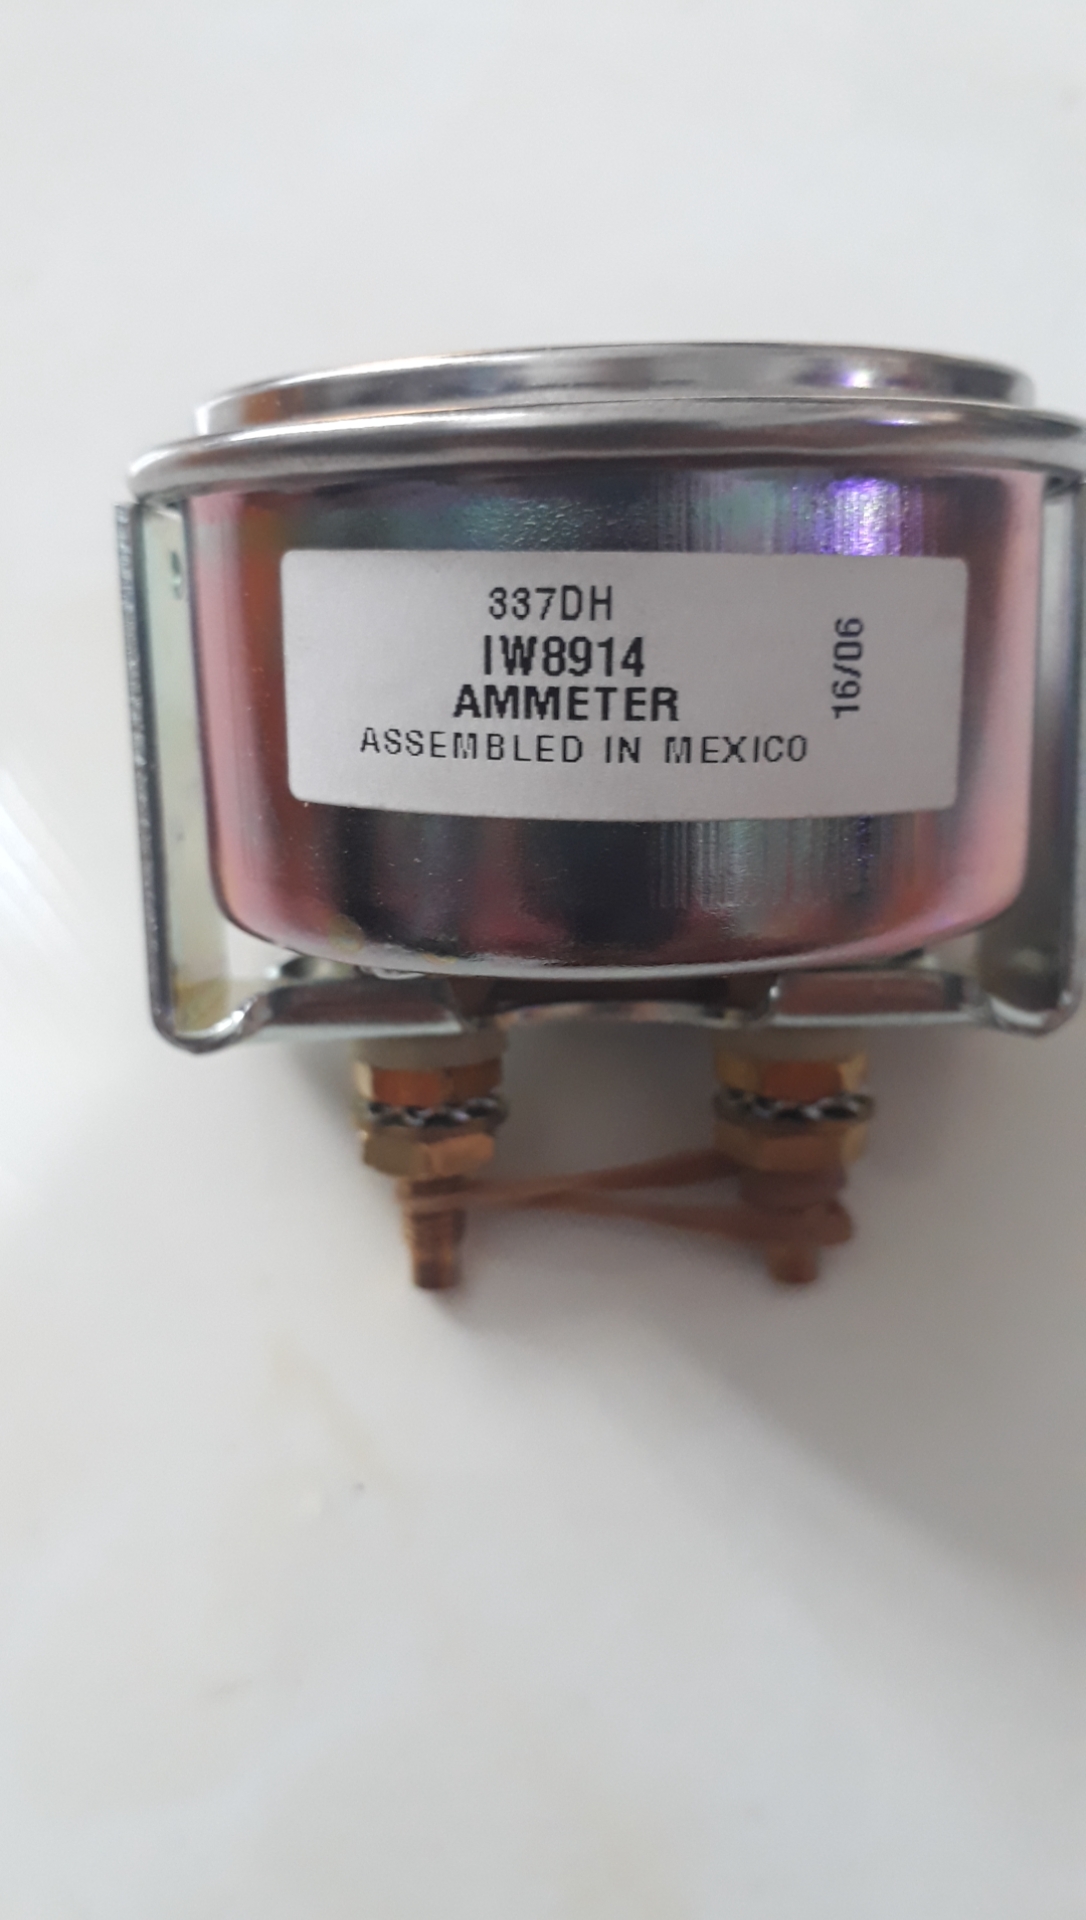 337DH
IW8914
AMMETER
ASSEMBLED IN MEXICO
16/06